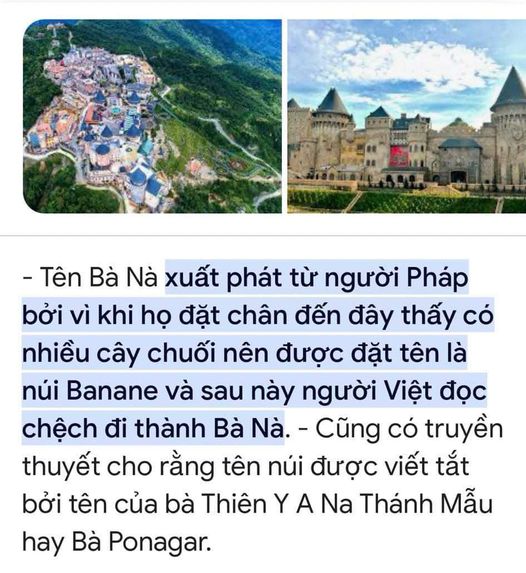 - Tên Bà Nà xuất phát từ người Pháp
bởi vì khi họ đặt chân đến đây thấy có
nhiều cây chuối nên được đặt tên là
núi Banane và sau này người Việt đọc
chệch đi thành Bà Nà. - Cũng có truyền
thuyết cho rằng tên núi được viết tắt
bởi tên của bà Thiên Y A Na Thánh Mẫu
hay Bà Ponagar.